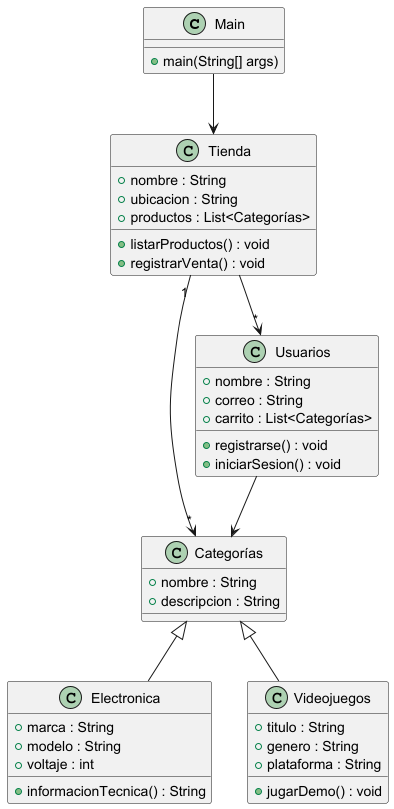 C Main
main(String[] args)
C Tienda
nombre : String
ubicacion : String
productos : List<Categorías>
listarProductos() : void
registrarVenta() : void
1
*
C Usuarios
nombre : String
correo : String
carrito : List<Categorías>
registrarse() : void
iniciarSesion() : void
*
C Categorías
nombre : String
descripcion : String
C Electronica
marca : String
modelo : String
voltaje : int
informacionTecnica() : String
C Videojuegos
titulo : String
genero : String
plataforma : String
jugarDemo() : void